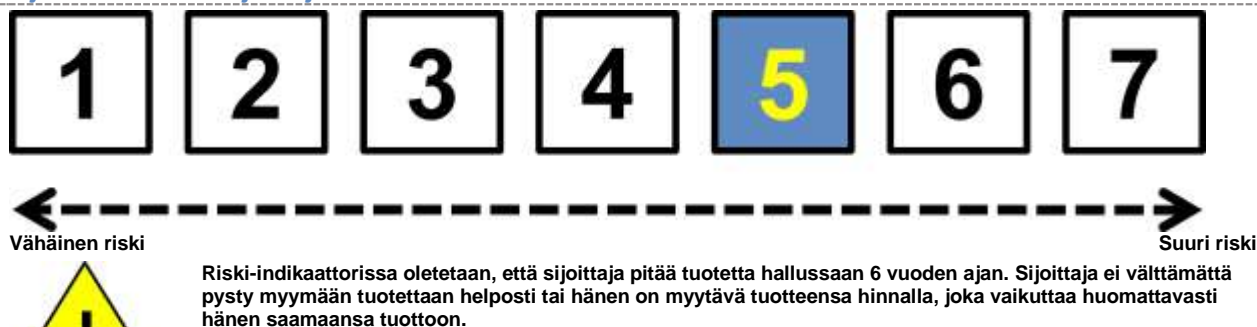 1 2 3 4 5 6 7
Vähäinen riski Suuri riski
Riski-indikaattorissa oletetaan, että sijoittaja pitää tuotetta hallussaan 6 vuoden ajan. Sijoittaja ei välttämättä
pysty myymään tuotettaan helposti tai hänen on myytävä tuotteensa hinnalla, joka vaikuttaa huomattavasti
hänen saamaansa tuottoon.